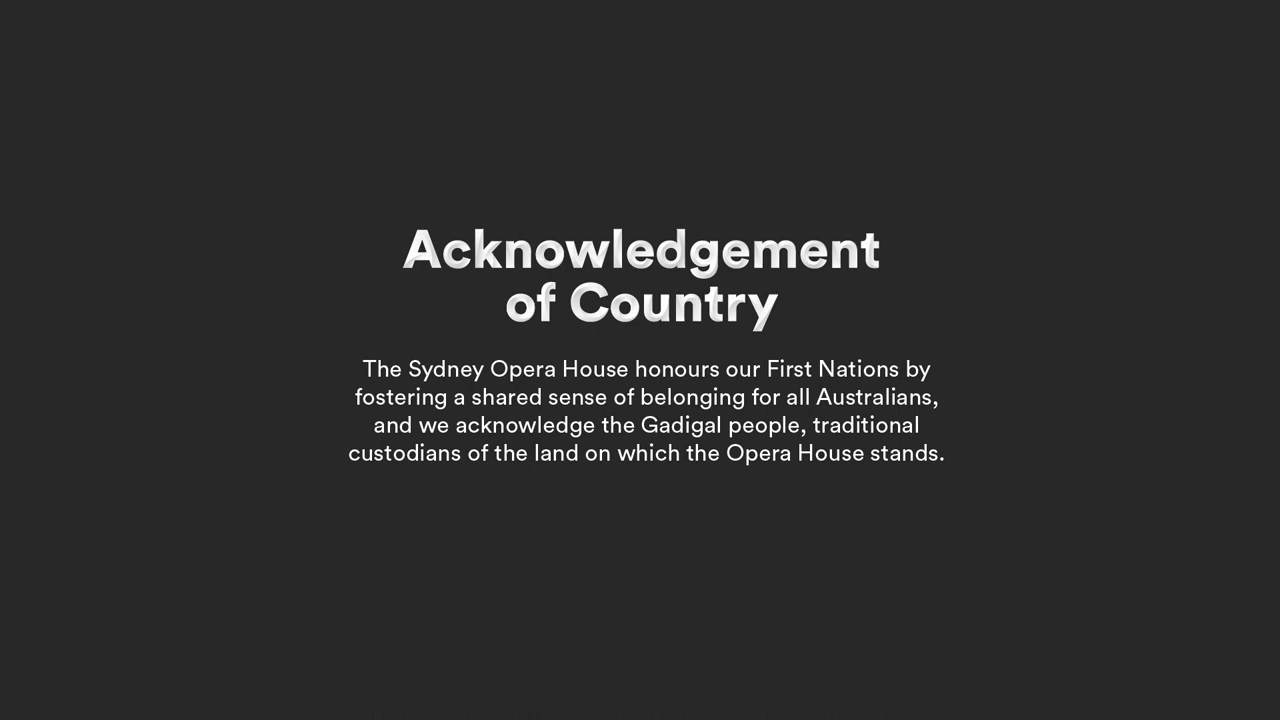 Acknowledgement
of Country
The Sydney Opera House honours our First Nations by
fostering a shared sense of belonging for all Australians,
and we acknowledge the Gadigal people, traditional
custodians of the land on which the Opera House stands.